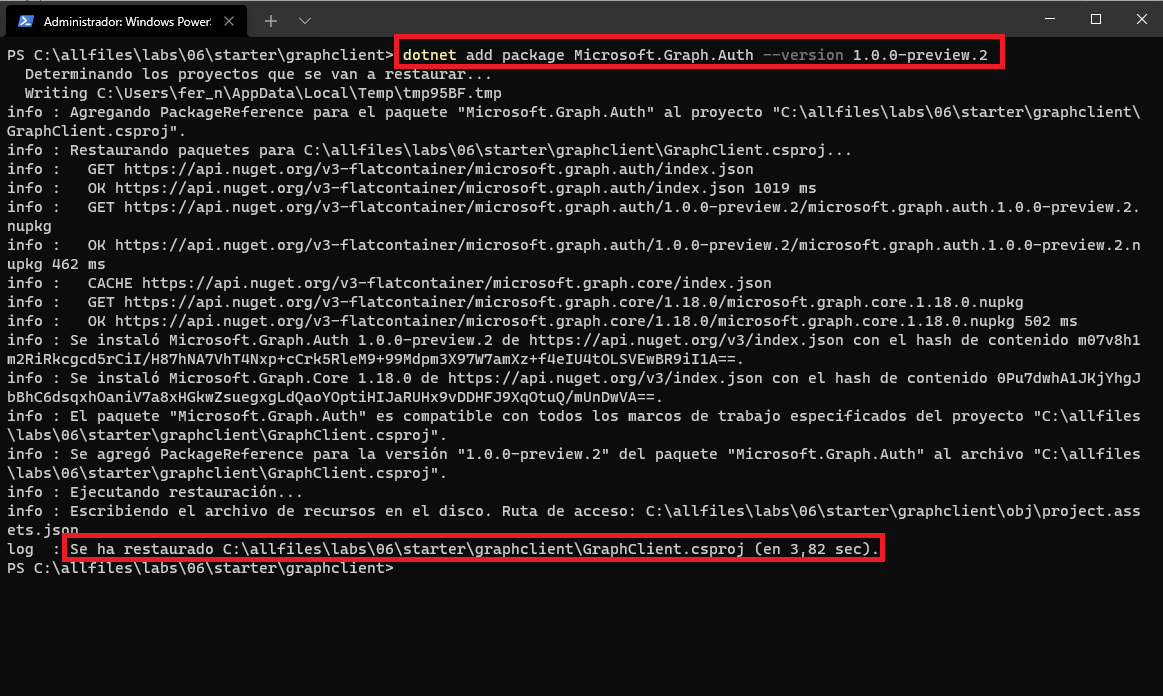 Administrador: Windows Power
PS C:\allfiles\labs\06\starter\graphclient> dotnet add package Microsoft.Graph.Auth --version 1.0.0-preview.2
  Determinando los proyectos que se van a restaurar...
  Writing C:\Users\fer_n\AppData\Local\Temp\tmp95BF.tmp
info : Agregando PackageReference para el paquete "Microsoft.Graph.Auth" al proyecto "C:\allfiles\labs\06\starter\graphclient\
GraphClient.csproj".
info : Restaurando paquetes para C:\allfiles\labs\06\starter\graphclient\GraphClient.csproj...
info :   GET https://api.nuget.org/v3-flatcontainer/microsoft.graph.auth/index.json
info :   OK https://api.nuget.org/v3-flatcontainer/microsoft.graph.auth/index.json 1019 ms
info :   GET https://api.nuget.org/v3-flatcontainer/microsoft.graph.auth/1.0.0-preview.2/microsoft.graph.auth.1.0.0-preview.2.
nupkg
info :   OK https://api.nuget.org/v3-flatcontainer/microsoft.graph.auth/1.0.0-preview.2/microsoft.graph.auth.1.0.0-preview.2.n
upkg 462 ms
info :   CACHE https://api.nuget.org/v3-flatcontainer/microsoft.graph.core/index.json
info :   GET https://api.nuget.org/v3-flatcontainer/microsoft.graph.core/1.18.0/microsoft.graph.core.1.18.0.nupkg
info :   OK https://api.nuget.org/v3-flatcontainer/microsoft.graph.core/1.18.0/microsoft.graph.core.1.18.0.nupkg 502 ms
info : Se instaló Microsoft.Graph.Auth 1.0.0-preview.2 de https://api.nuget.org/v3/index.json con el hash de contenido m07v8h1
m2RiRkcgcd5rCiI/H87hNA7VhT4Nxp+cCrk5RleM9+99Mdpm3X97W7amXz+f4eIU4tOLSVEwBR9iI1A==.
info : Se instaló Microsoft.Graph.Core 1.18.0 de https://api.nuget.org/v3/index.json con el hash de contenido 0Pu7dwhA1JKjYhgJ
bBhC6dsqxhOaniV7a8xHGkwZsuegxgLdQaoYOptiHIJaRUHx9vDDHFJ9XqOtuQ/mUnDwVA==.
info : El paquete "Microsoft.Graph.Auth" es compatible con todos los marcos de trabajo especificados del proyecto "C:\allfiles
\labs\06\starter\graphclient\GraphClient.csproj".
info : Se agregó PackageReference para la versión "1.0.0-preview.2" del paquete "Microsoft.Graph.Auth" al archivo "C:\allfiles
\labs\06\starter\graphclient\GraphClient.csproj".
info : Ejecutando restauración...
info : Escribiendo el archivo de recursos en el disco. Ruta de acceso: C:\allfiles\labs\06\starter\graphclient\obj\project.ass
ets.json
log  : Se ha restaurado C:\allfiles\labs\06\starter\graphclient\GraphClient.csproj (en 3,82 sec).
PS C:\allfiles\labs\06\starter\graphclient>